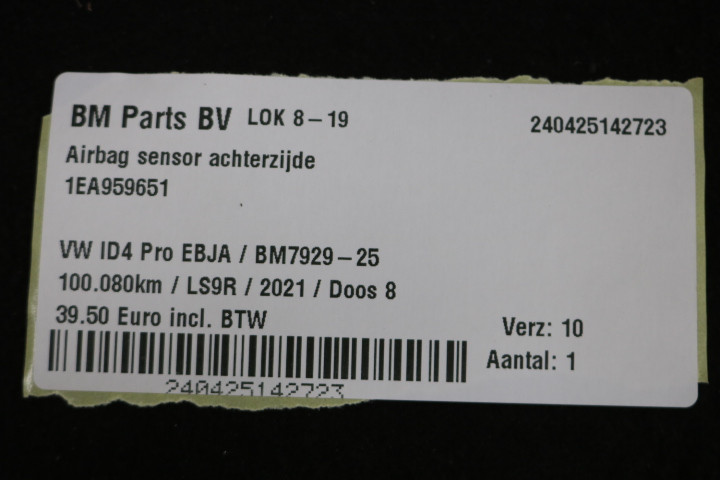 BM Parts BV LOK 8-19 240425142723
Airbag sensor achterzijde
1EA959651
VW ID4 Pro EBJA / BM7929-25
100.080km / LS9R / 2021 / Doos 8
39.50 Euro incl. BTW Verz: 10
Aantal: 1
240425142723